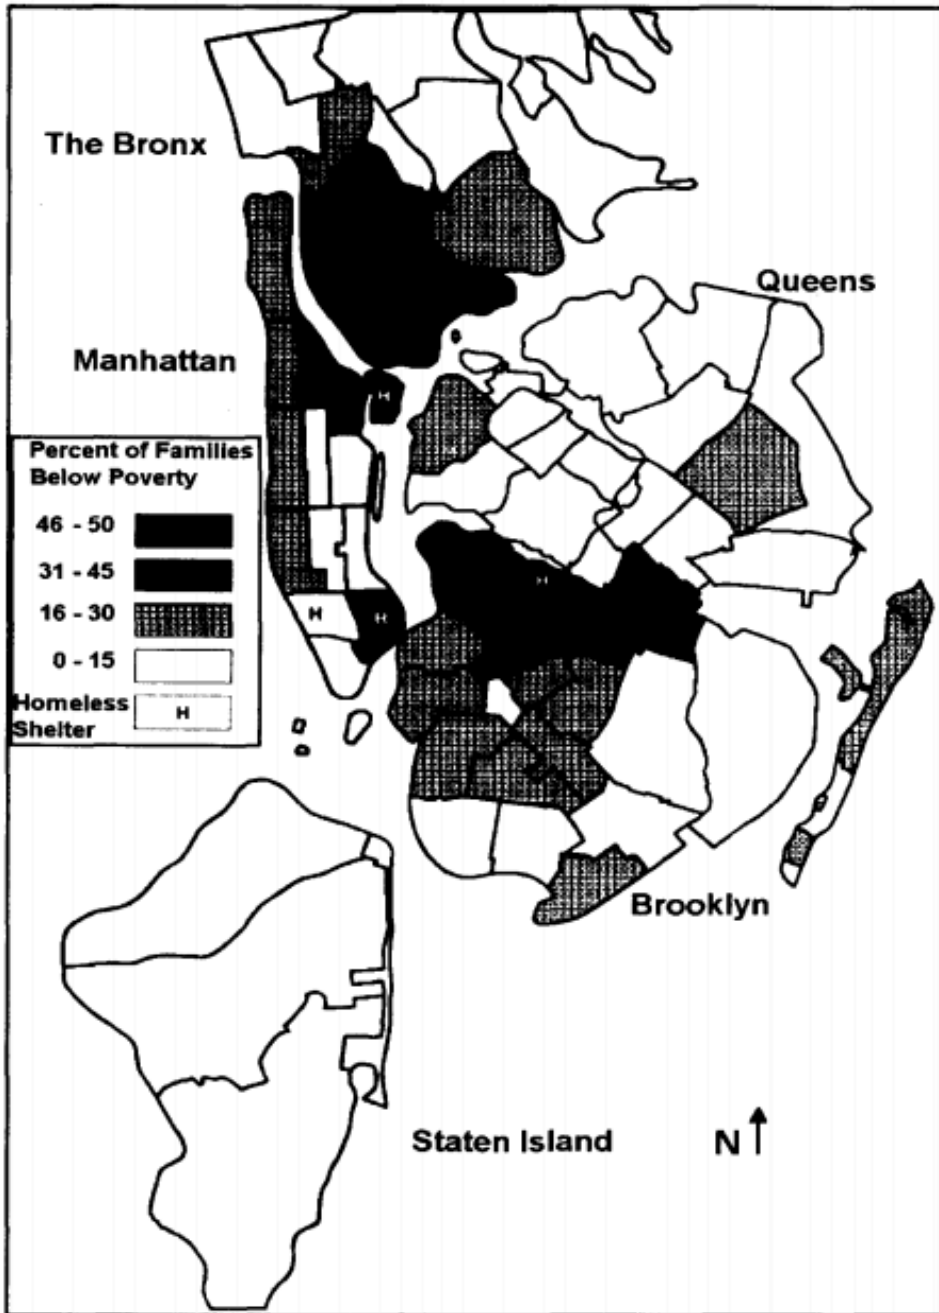 The Bronx
Queens
Manhattan
H
Percent of Families
Below Poverty
46 - 50
31 - 45
16 - 30
0 - 15
Homeless
Shelter
H
H
H
H
Brooklyn
Staten Island
N